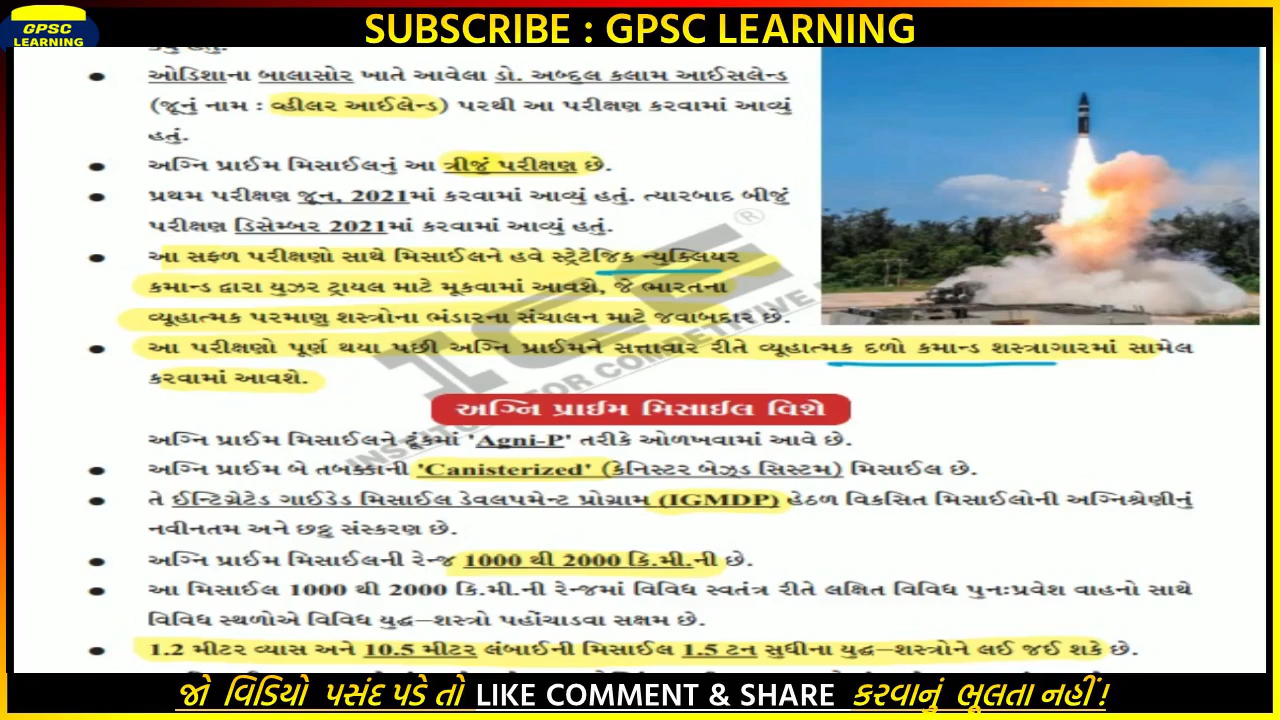 GPSC
LEARNING
SUBSCRIBE : GPSC LEARNING
ઓડિશાના બાલાસોર ખાતે આવેલા ડો. અબ્દુલ કલામ આઈસલેન્ડ
(જૂનું નામ : વ્હીલર આઈલેન્ડ) પરથી આ પરીક્ષણ કરવામાં આવ્યું
હતું.
અગ્નિ પ્રાઈમ મિસાઈલનું આ ત્રીજું પરીક્ષણ છે.
પ્રથમ પરીક્ષણ જૂન, 2021માં કરવામાં આવ્યું હતું. ત્યારબાદ બીજું
પરીક્ષણ ડિસેમ્બર 2021માં કરવામાં આવ્યું હતું.
આ સફળ પરીક્ષણો સાથે મિસાઈલને હવે સ્ટ્રેટેજિક ન્યુક્લિયર
કમાન્ડ દ્વારા યુઝર ટ્રાયલ માટે મૂકવામાં આવશે, જે ભારતના
વ્યૂહાત્મક પરમાણુ શસ્ત્રોના ભંડારના સંચાલન માટે જવાબદાર છે.
આ પરીક્ષણો પૂર્ણ થયા પછી અગ્નિ પ્રાઈમને સત્તાવાર રીતે વ્યૂહાત્મક દળો કમાન્ડ શસ્ત્રાગારમાં સામેલ
કરવામાં આવશે.
અગ્નિ પ્રાઈમ મિસાઈલ વિશે
અગ્નિ પ્રાઈમ મિસાઈલને ટૂંકમાં 'Agni-P' તરીકે ઓળખવામાં આવે છે.
અગ્નિ પ્રાઈમ બે તબક્કાની 'Canisterized' (કેનિસ્ટર બેઝ્ડ સિસ્ટમ) મિસાઈલ છે.
તે ઈન્ટિગ્રેટેડ ગાઈડેડ મિસાઈલ ડેવલપમેન્ટ પ્રોગ્રામ (IGMDP) હેઠળ વિકસિત મિસાઈલોની અગ્નિશ્રેણીનું
નવીનતમ અને છઠ્ઠુ સંસ્કરણ છે.
અગ્નિ પ્રાઈમ મિસાઈલની રેન્જ 1000 થી 2000 કિ.મી.ની છે.
આ મિસાઈલ 1000 થી 2000 કિ.મી.ની રેન્જમાં વિવિધ સ્વતંત્ર રીતે લક્ષિત વિવિધ પુનઃપ્રવેશ વાહનો સાથે
વિવિધ સ્થળોએ વિવિધ યુદ્ધ–શસ્ત્રો પહોંચાડવા સક્ષમ છે.
1.2 મીટર વ્યાસ અને 10.5 મીટર લંબાઈની મિસાઈલ 1.5 ટન સુધીના યુદ્ધ–શસ્ત્રોને લઈ જઈ શકે છે.
જો વિડિયો પસંદ પડે તો LIKE COMMENT & SHARE કરવાનું ભૂલતા નહીં!